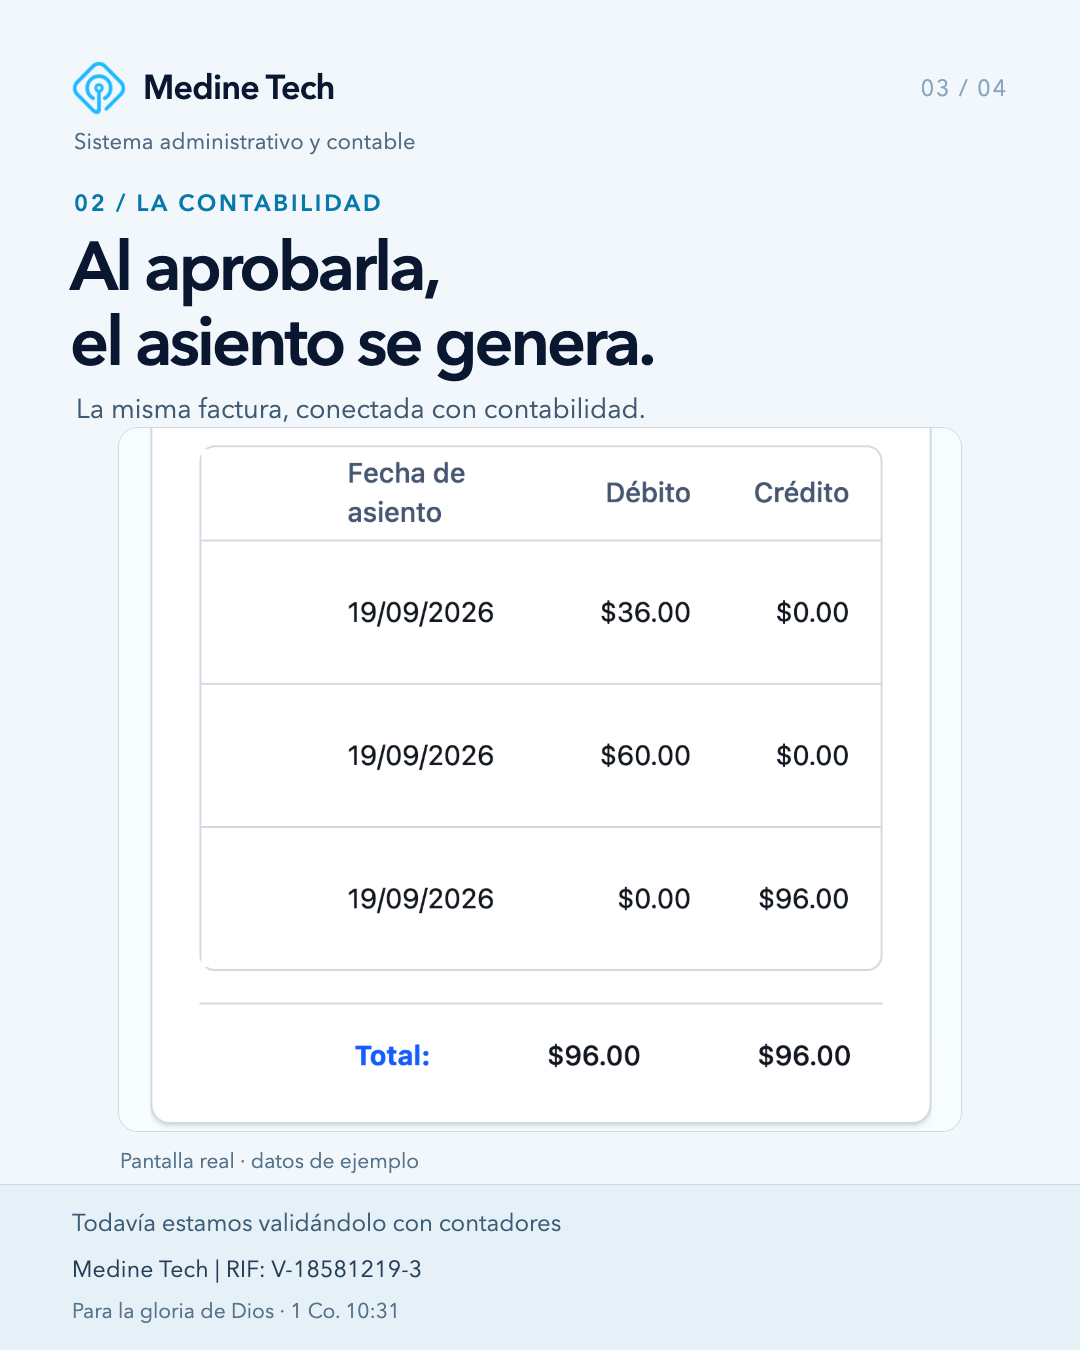 Medine Tech
03 / 04
Sistema administrativo y contable
02 / LA CONTABILIDAD
Al aprobarla,
el asiento se genera.
La misma factura, conectada con contabilidad.
Fecha de
asiento
Débito
Crédito
19/09/2026 $36.00 $0.00
19/09/2026 $60.00 $0.00
19/09/2026 $0.00 $96.00
Total: $96.00 $96.00
Pantalla real · datos de ejemplo
Todavía estamos validándolo con contadores
Medine Tech | RIF: V-18581219-3
Para la gloria de Dios · 1 Co. 10:31